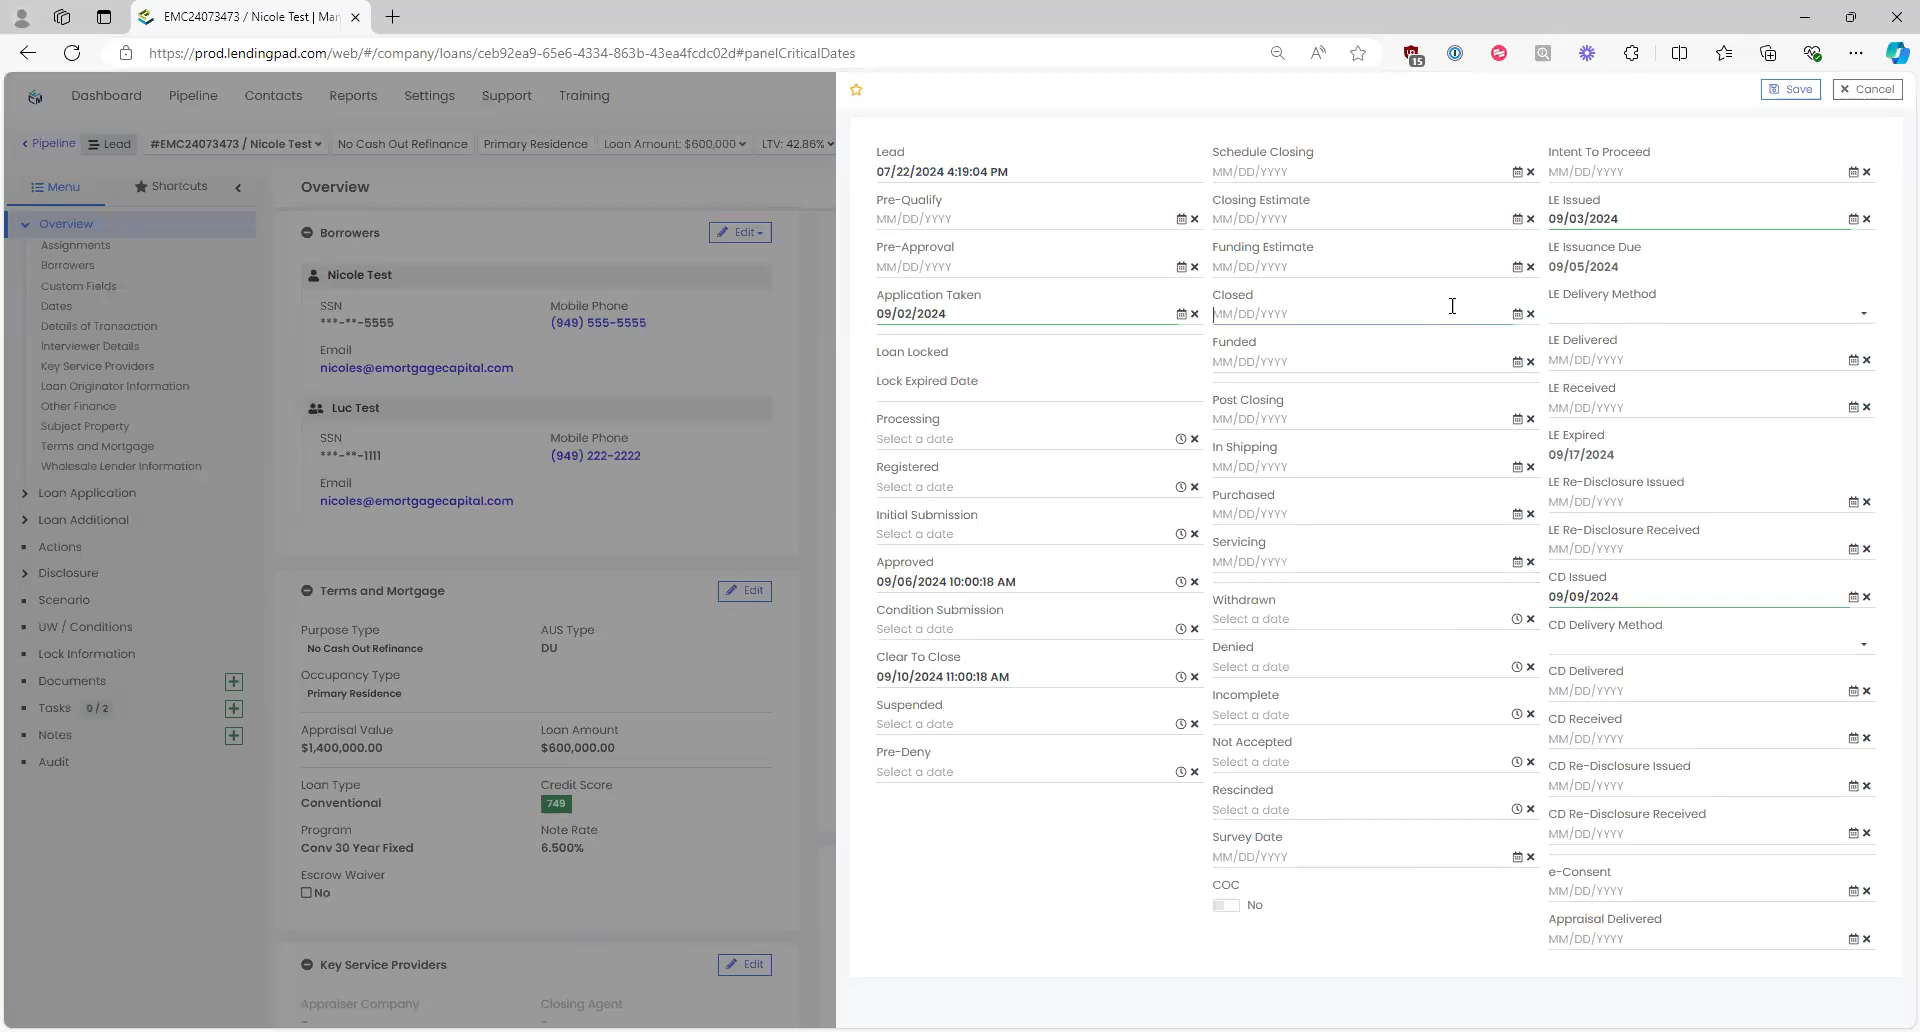 EMC24073473 / Nicole Test | Mar
https://prod.lendingpad.com/web/#/company/loans/ceb92ea9-65e6-4334-863b-43ea4fcdc02d#panelCriticalDates
15
Dashboard
Pipeline
Contacts
Reports
Settings
Support
Training
Save
Cancel
Pipeline
Lead
#EMC24073473 / Nicole Test
No Cash Out Refinance
Primary Residence
Loan Amount: $600,000
LTV: 42.86%
Menu
Shortcuts
Overview
Assignments
Borrowers
Custom Fields
Dates
Details of Transaction
Interviewer Details
Key Service Providers
Loan Originator Information
Other Finance
Subject Property
Terms and Mortgage
Wholesale Lender Information
Loan Application
Loan Additional
Actions
Disclosure
Scenario
UW / Conditions
Lock Information
Documents
Tasks 0 / 2
Notes
Audit
Overview
Borrowers
Edit
Nicole Test
SSN
***-**-5555
Mobile Phone
(949) 555-5555
Email
nicoles@emortgagecapital.com
Luc Test
SSN
***-**-1111
Mobile Phone
(949) 222-2222
Email
nicoles@emortgagecapital.com
Terms and Mortgage
Edit
Purpose Type
No Cash Out Refinance
AUS Type
DU
Occupancy Type
Primary Residence
Appraisal Value
$1,400,000.00
Loan Amount
$600,000.00
Loan Type
Conventional
Credit Score
749
Program
Conv 30 Year Fixed
Note Rate
6.500%
Escrow Waiver
No
Key Service Providers
Edit
Appraiser Company
Closing Agent
Lead
07/22/2024 4:19:04 PM
Pre-Qualify
MM/DD/YYYY
Pre-Approval
MM/DD/YYYY
Application Taken
09/02/2024
Loan Locked
Lock Expired Date
Processing
Select a date
Registered
Select a date
Initial Submission
Select a date
Approved
09/06/2024 10:00:18 AM
Condition Submission
Select a date
Clear To Close
09/10/2024 11:00:18 AM
Suspended
Select a date
Pre-Deny
Select a date
Schedule Closing
MM/DD/YYYY
Closing Estimate
MM/DD/YYYY
Funding Estimate
MM/DD/YYYY
Closed
MM/DD/YYYY
Funded
MM/DD/YYYY
Post Closing
MM/DD/YYYY
In Shipping
MM/DD/YYYY
Purchased
MM/DD/YYYY
Servicing
MM/DD/YYYY
Withdrawn
Select a date
Denied
Select a date
Incomplete
Select a date
Not Accepted
Select a date
Rescinded
Select a date
Survey Date
MM/DD/YYYY
COC
No
Intent To Proceed
MM/DD/YYYY
LE Issued
09/03/2024
LE Issuance Due
09/05/2024
LE Delivery Method
LE Delivered
MM/DD/YYYY
LE Received
MM/DD/YYYY
LE Expired
09/17/2024
LE Re-Disclosure Issued
MM/DD/YYYY
LE Re-Disclosure Received
MM/DD/YYYY
CD Issued
09/09/2024
CD Delivery Method
CD Delivered
MM/DD/YYYY
CD Received
MM/DD/YYYY
CD Re-Disclosure Issued
MM/DD/YYYY
CD Re-Disclosure Received
MM/DD/YYYY
e-Consent
MM/DD/YYYY
Appraisal Delivered
MM/DD/YYYY